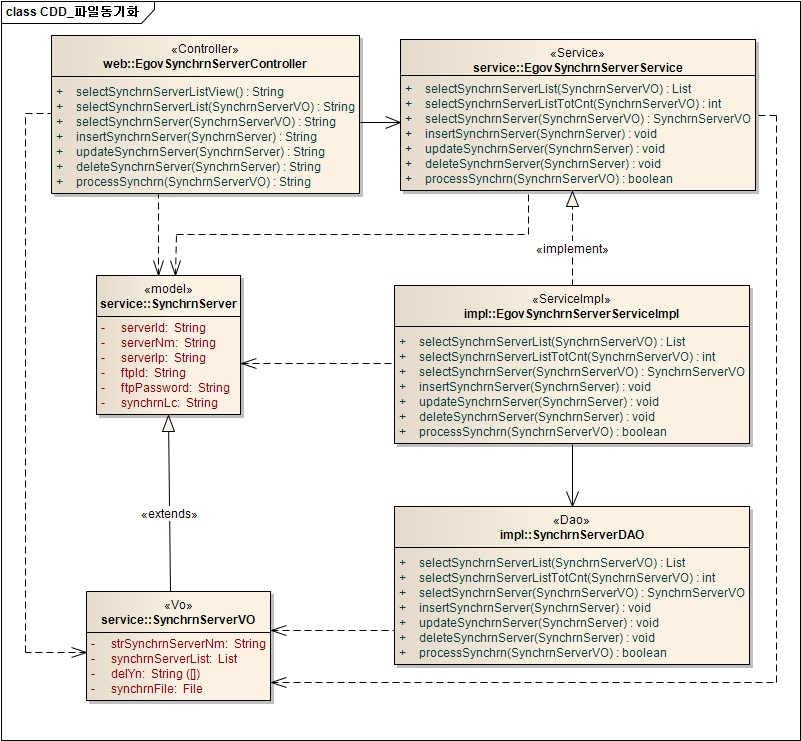 class CDD_파일동기화
«Controller»
web::EgovSynchrnServerController
+ selectSynchrnServerListView() : String
+ selectSynchrnServerList(SynchrnServerVO) : String
+ selectSynchrnServer(SynchrnServerVO) : String
+ insertSynchrnServer(SynchrnServer) : String
+ updateSynchrnServer(SynchrnServer) : String
+ deleteSynchrnServer(SynchrnServer) : String
+ processSynchrn(SynchrnServerVO) : String
«Service»
service::EgovSynchrnServerService
+ selectSynchrnServerList(SynchrnServerVO) : List
+ selectSynchrnServerListTotCnt(SynchrnServerVO) : int
+ selectSynchrnServer(SynchrnServerVO) : SynchrnServerVO
+ insertSynchrnServer(SynchrnServer) : void
+ updateSynchrnServer(SynchrnServer) : void
+ deleteSynchrnServer(SynchrnServer) : void
+ processSynchrn(SynchrnServerVO) : boolean
«implement»
«model»
service::SynchrnServer
- serverId: String
- serverNm: String
- serverIp: String
- ftpId: String
- ftpPassword: String
- synchrnLc: String
«ServiceImpl»
impl::EgovSynchrnServerServiceImpl
+ selectSynchrnServerList(SynchrnServerVO) : List
+ selectSynchrnServerListTotCnt(SynchrnServerVO) : int
+ selectSynchrnServer(SynchrnServerVO) : SynchrnServerVO
+ insertSynchrnServer(SynchrnServer) : void
+ updateSynchrnServer(SynchrnServer) : void
+ deleteSynchrnServer(SynchrnServer) : void
+ processSynchrn(SynchrnServerVO) : boolean
«extends»
«Dao»
impl::SynchrnServerDAO
+ selectSynchrnServerList(SynchrnServerVO) : List
+ selectSynchrnServerListTotCnt(SynchrnServerVO) : int
+ selectSynchrnServer(SynchrnServerVO) : SynchrnServerVO
+ insertSynchrnServer(SynchrnServer) : void
+ updateSynchrnServer(SynchrnServer) : void
+ deleteSynchrnServer(SynchrnServer) : void
+ processSynchrn(SynchrnServerVO) : boolean
«Vo»
service::SynchrnServerVO
- strSynchrnServerNm: String
- synchrnServerList: List
- delYn: String ([])
- synchrnFile: File